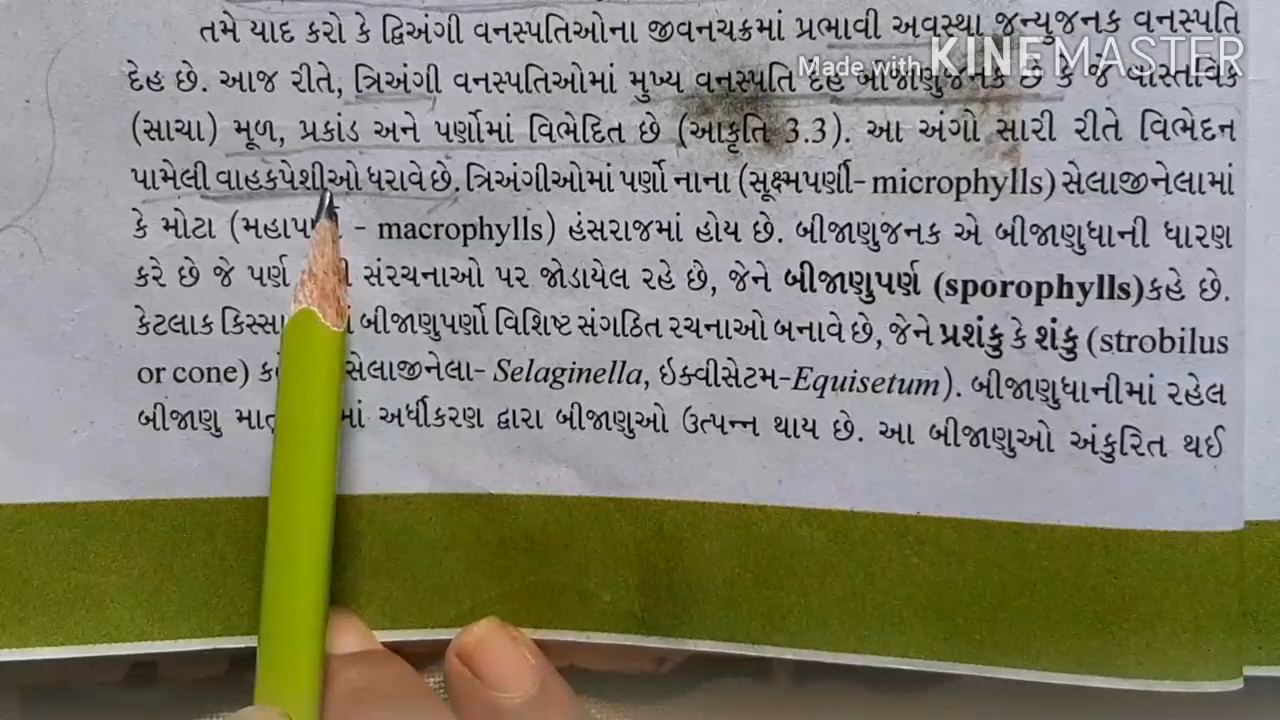 તમે યાદ કરો કે દ્વિઅંગી વનસ્પતિઓના જીવનચક્રમાં પ્રભાવી અવસ્થા જન્યુજનક વનસ્પતિ
Made with KINEMASTER
દેહ છે. આજ રીતે, ત્રિઅંગી વનસ્પતિઓમાં મુખ્ય વનસ્પતિ દેહ બીજાણુજનક છે કે જે વાસ્તવિક
(સાચા) મૂળ, પ્રકાંડ અને પર્ણોમાં વિભેદિત છે (આકૃતિ 3.3). આ અંગો સારી રીતે વિભેદન
પામેલી વાહકપેશીઓ ધરાવે છે. ત્રિઅંગીઓમાં પર્ણો નાના (સૂક્ષ્મપર્ણી- microphylls) સેલાજીનેલામાં
કે મોટા - macrophylls) હંસરાજમાં હોય છે. બીજાણુજનક એ બીજાણુધાની ધારણ
કરે છે જે પર્ણ સંરચનાઓ પર જોડાયેલ રહે છે, જેને બીજાણુપર્ણ (sporophylls)કહે છે.
કેટલાક બીજાણુપર્ણો વિશિષ્ટ સંગઠિત રચનાઓ બનાવે છે, જેને પ્રશંકુ કે શંકુ (strobilus
or cone) સેલાજીનેલા- Selaginella, ઇક્વીસેટમ-Equisetum). બીજાણુધાનીમાં રહેલ
બીજાણુ અર્ધીકરણ દ્વારા બીજાણુઓ ઉત્પન્ન થાય છે. આ બીજાણુઓ અંકુરિત થઈ